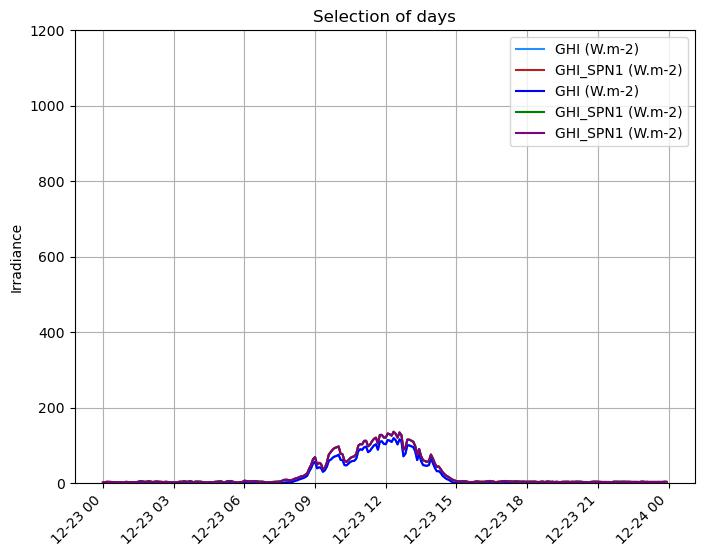 Selection of days
1200
1000
800
600
400
200
0
Irradiance
GHI (W.m-2)
GHI_SPN1 (W.m-2)
GHI (W.m-2)
GHI_SPN1 (W.m-2)
GHI_SPN1 (W.m-2)
12-23 00
12-23 03
12-23 06
12-23 09
12-23 12
12-23 15
12-23 18
12-23 21
12-24 00